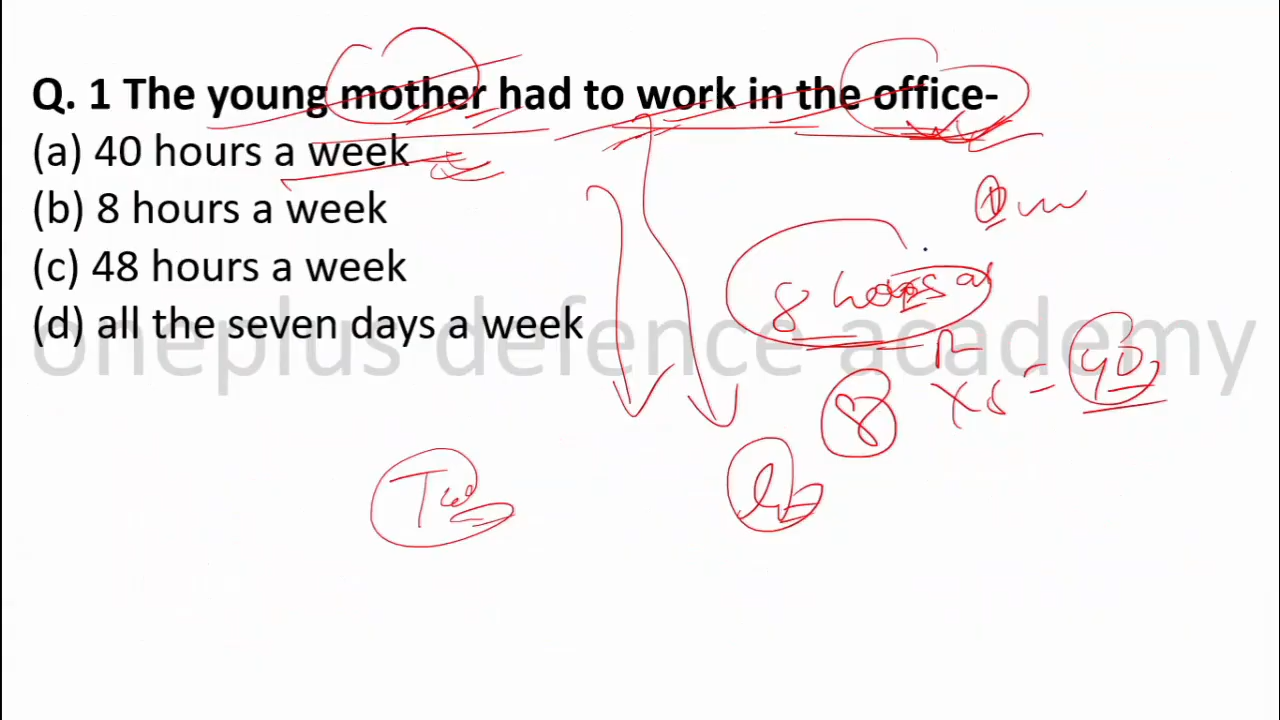 Q. 1 The young mother had to work in the office-
(a) 40 hours a week
(b) 8 hours a week
(c) 48 hours a week
(d) all the seven days a week
oneplus defence academy
8 hours a
8 x 5 = 40